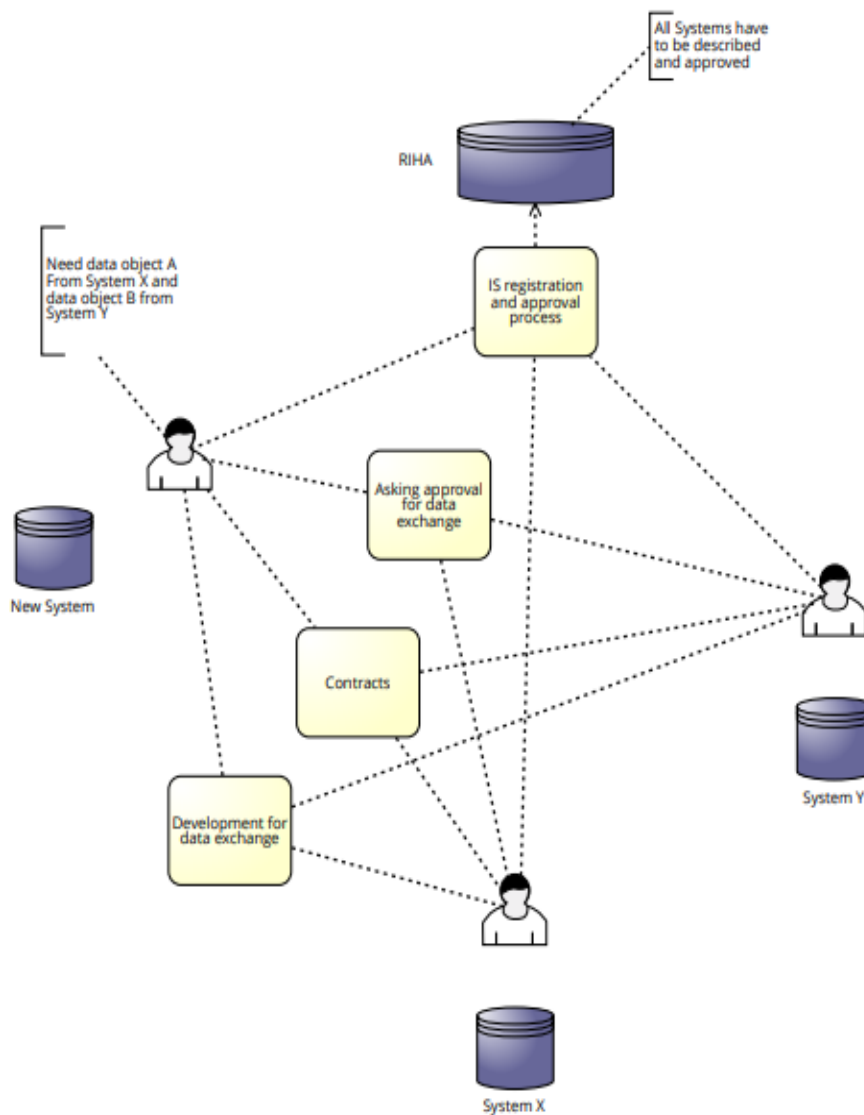 All Systems have
to be described
and approved
RIHA
Need data object A
From System X and
data object B from
System Y
IS registration
and approval
process
Asking approval
for data
exchange
New System
Contracts
System Y
Development for
data exchange
System X